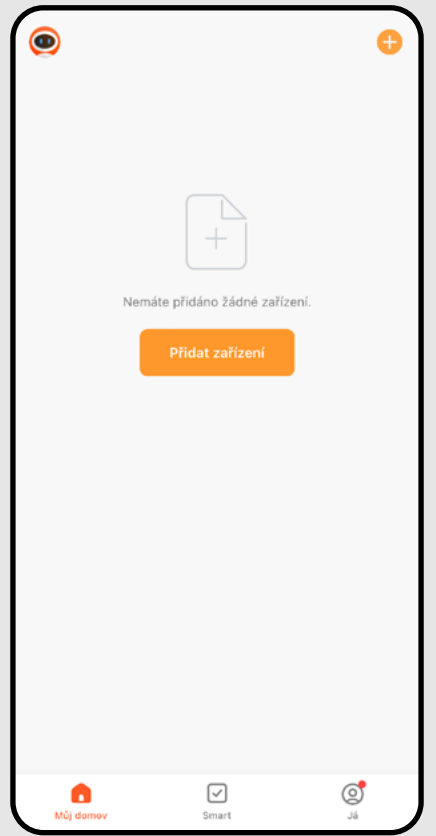 Nemáte přidáno žádné zařízení.
Přidat zařízení
Můj domov
Smart
Já